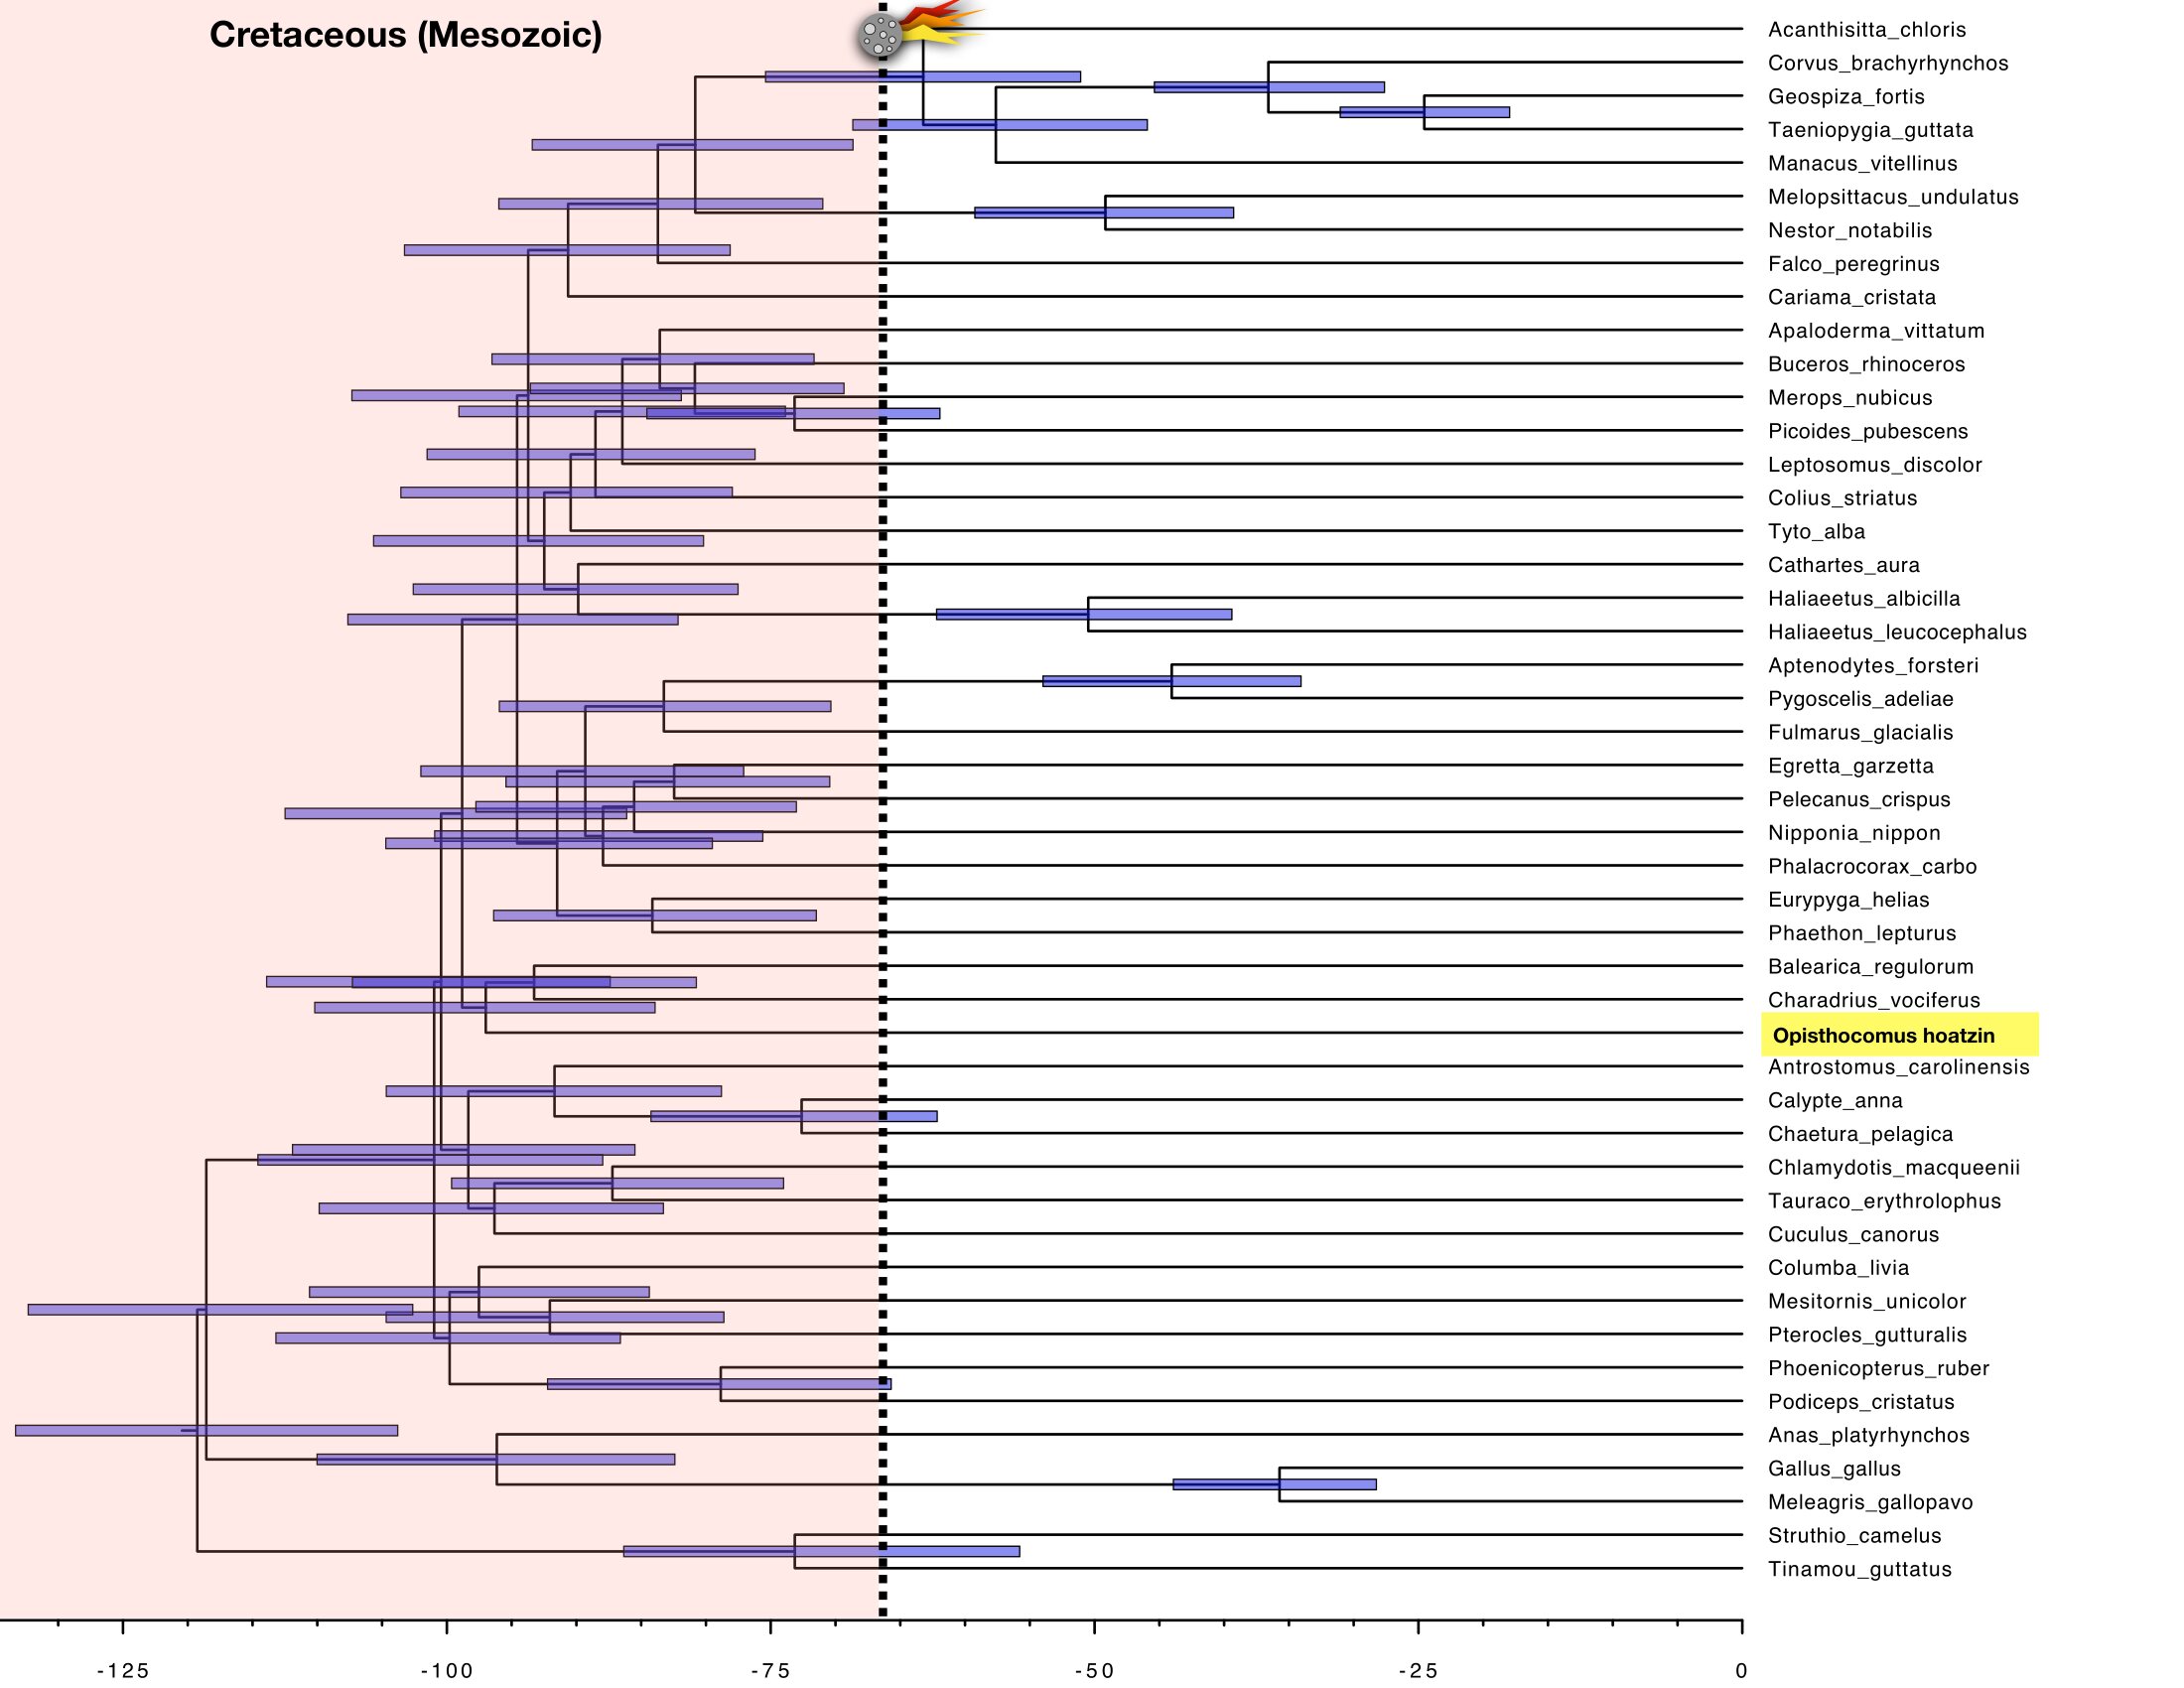 Cretaceous (Mesozoic)
Acanthisitta_chloris
Corvus_brachyrhynchos
Geospiza_fortis
Taeniopygia_guttata
Manacus_vitellinus
Melopsittacus_undulatus
Nestor_notabilis
Falco_peregrinus
Cariama_cristata
Apaloderma_vittatum
Buceros_rhinoceros
Merops_nubicus
Picoides_pubescens
Leptosomus_discolor
Colius_striatus
Tyto_alba
Cathartes_aura
Haliaeetus_albicilla
Haliaeetus_leucocephalus
Aptenodytes_forsteri
Pygoscelis_adeliae
Fulmarus_glacialis
Egretta_garzetta
Pelecanus_crispus
Nipponia_nippon
Phalacrocorax_carbo
Eurypyga_helias
Phaethon_lepturus
Balearica_regulorum
Charadrius_vociferus
Opisthocomus hoatzin
Antrostomus_carolinensis
Calypte_anna
Chaetura_pelagica
Chlamydotis_macqueenii
Tauraco_erythrolophus
Cuculus_canorus
Columba_livia
Mesitornis_unicolor
Pterocles_gutturalis
Phoenicopterus_ruber
Podiceps_cristatus
Anas_platyrhynchos
Gallus_gallus
Meleagris_gallopavo
Struthio_camelus
Tinamou_guttatus
-125 -100 -75 -50 -25 0